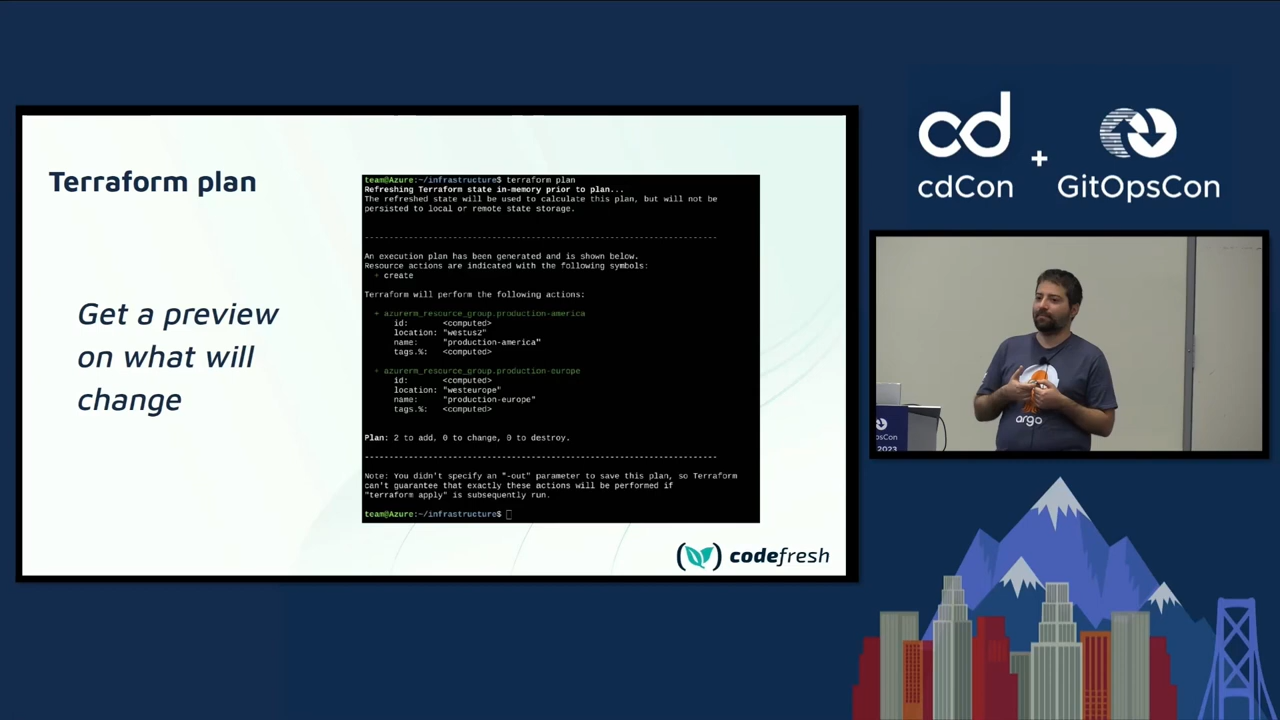 Terraform plan
Get a preview
on what will
change
team@Azure:~/infrastructure$ terraform plan
Refreshing Terraform state in-memory prior to plan...
The refreshed state will be used to calculate this plan, but will not be
persisted to local or remote state storage.
------------------------------------------------------------------------
An execution plan has been generated and is shown below.
Resource actions are indicated with the following symbols:
+ create
Terraform will perform the following actions:
+ azurerm_resource_group.production-america
id: <computed>
location: "westus2"
name: "production-america"
tags.%: <computed>
+ azurerm_resource_group.production-europe
id: <computed>
location: "westeurope"
name: "production-europe"
tags.%: <computed>
Plan: 2 to add, 0 to change, 0 to destroy.
------------------------------------------------------------------------
Note: You didn't specify an "-out" parameter to save this plan, so Terraform
can't guarantee that exactly these actions will be performed if
"terraform apply" is subsequently run.
team@Azure:~/infrastructure$
codefresh
cd
+
cdCon
GitOpsCon
argo
psCon
2023